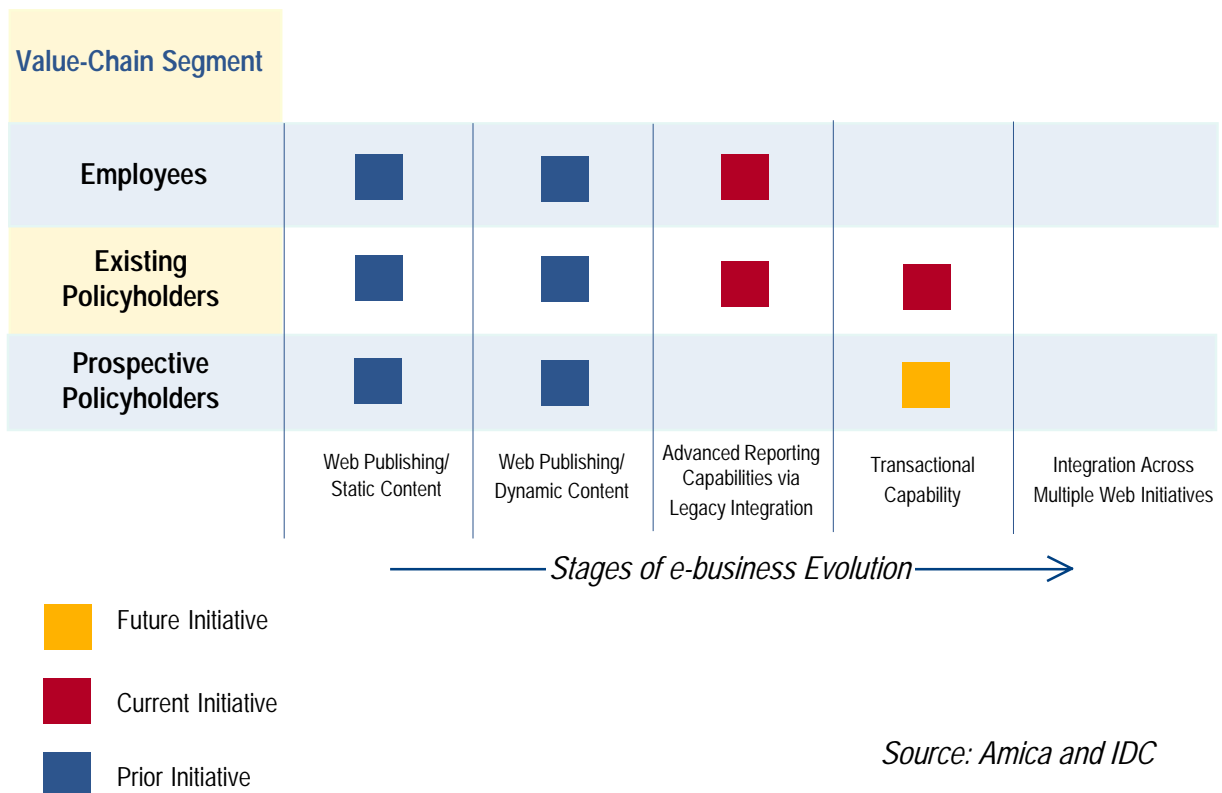 Value-Chain Segment
Employees
Existing
Policyholders
Prospective
Policyholders
Web Publishing/
Static Content
Web Publishing/
Dynamic Content
Advanced Reporting
Capabilities via
Legacy Integration
Transactional
Capability
Integration Across
Multiple Web Initiatives
Stages of e-business Evolution
Future Initiative
Current Initiative
Prior Initiative
Source: Amica and IDC